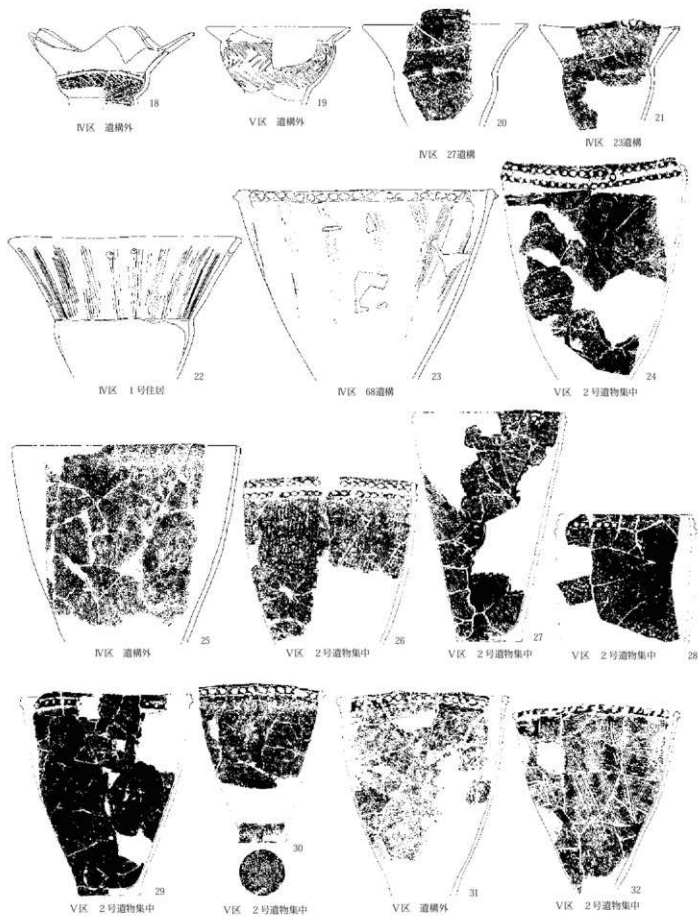 18
Ⅳ区 遺構外
19
Ⅴ区 遺構外
20
Ⅳ区 27遺構
21
Ⅳ区 23遺構
22
Ⅳ区 1号住居
23
Ⅳ区 68遺構
24
Ⅴ区 2号遺物集中
25
Ⅳ区 遺構外
26
Ⅴ区 2号遺物集中
27
Ⅴ区 2号遺物集中
28
Ⅴ区 2号遺物集中
29
Ⅴ区 2号遺物集中
30
Ⅴ区 2号遺物集中
31
Ⅴ区 遺構外
32
Ⅴ区 2号遺物集中